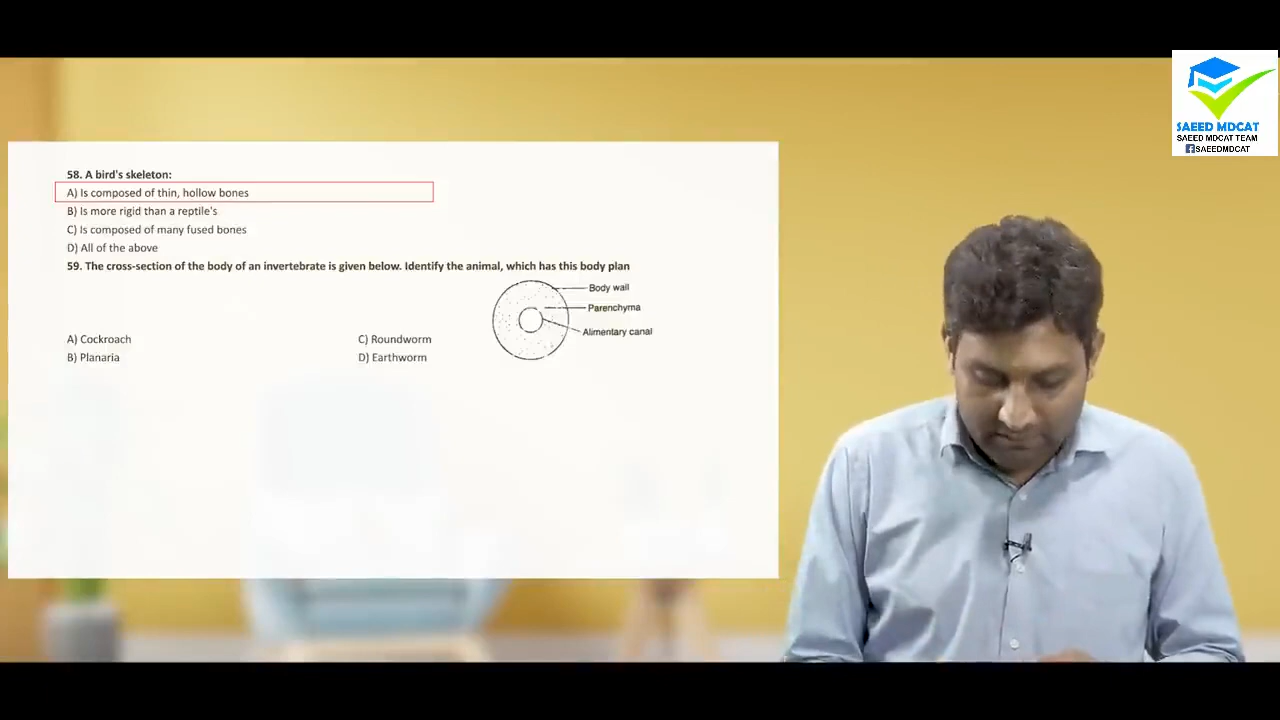 SAEED MDCAT
SAEED MDCAT TEAM
SAEEDMDCAT
58. A bird's skeleton:
A) Is composed of thin, hollow bones
B) Is more rigid than a reptile's
C) Is composed of many fused bones
D) All of the above
59. The cross-section of the body of an invertebrate is given below. Identify the animal, which has this body plan
Body wall
Parenchyma
Alimentary canal
A) Cockroach
C) Roundworm
B) Planaria
D) Earthworm